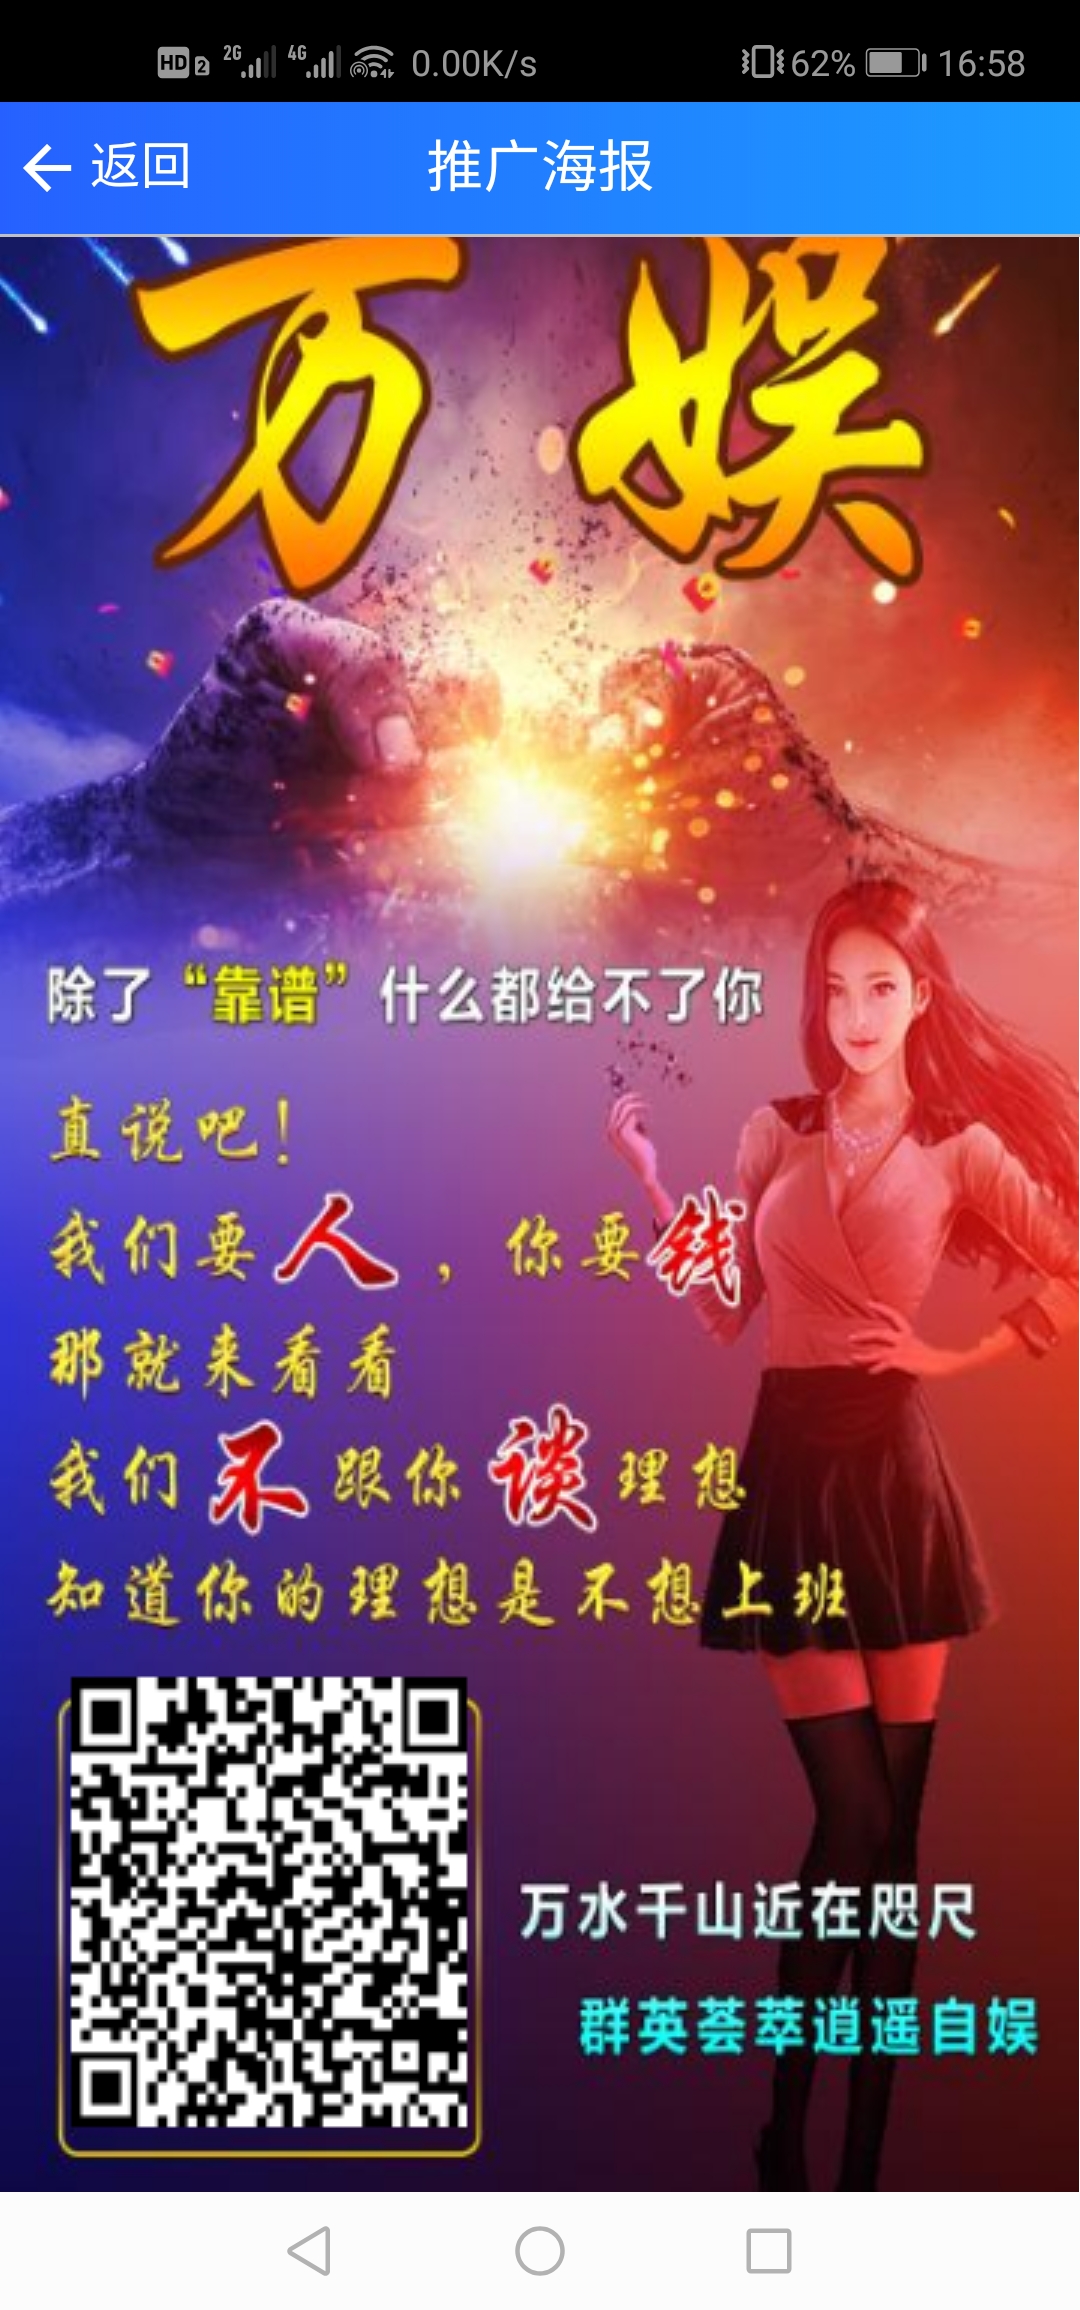 HD 2 2G 4G 0.00K/s 62% 16:58
返回 推广海报
万 娱
除了“靠谱”什么都给不了你
直说吧！
我们要人，你要钱
那就来看看
我们不跟你谈理想
知道你的理想是不想上班
万水千山近在咫尺
群英荟萃逍遥自娱